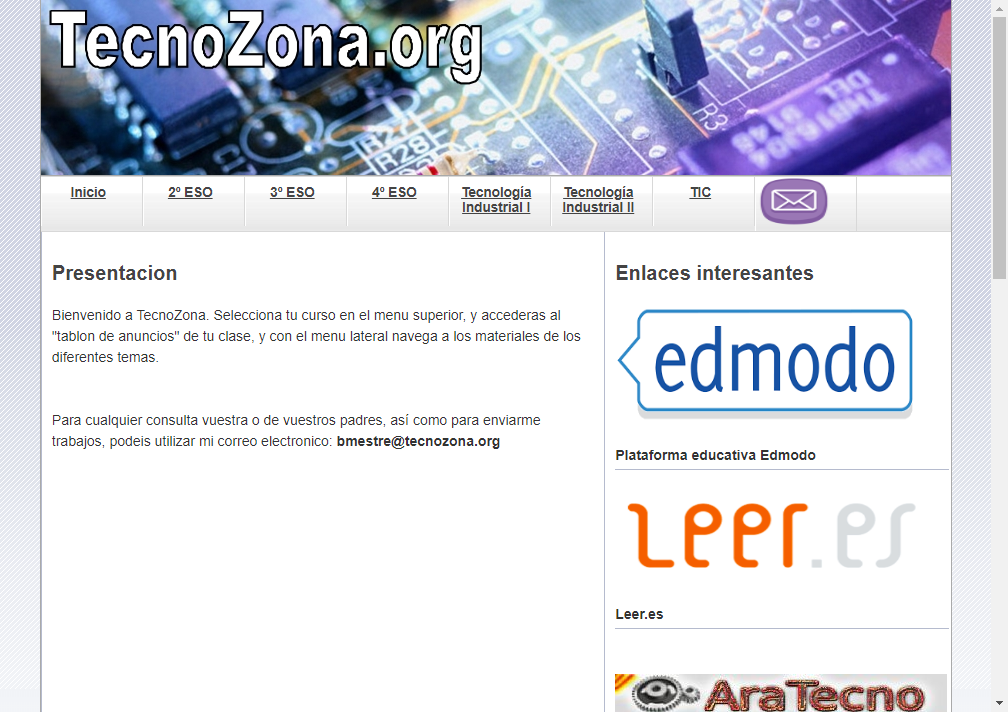 TecnoZona.org
R3
R28
Inicio
2º ESO
3º ESO
4º ESO
Tecnología
Industrial I
Tecnología
Industrial II
TIC
Presentacion
Bienvenido a TecnoZona. Selecciona tu curso en el menu superior, y accederas al
"tablon de anuncios" de tu clase, y con el menu lateral navega a los materiales de los
diferentes temas.
Para cualquier consulta vuestra o de vuestros padres, así como para enviarme
trabajos, podeis utilizar mi correo electronico: bmestre@tecnozona.org
Enlaces interesantes
edmodo
Plataforma educativa Edmodo
Leer.es
Leer.es
AraTecno